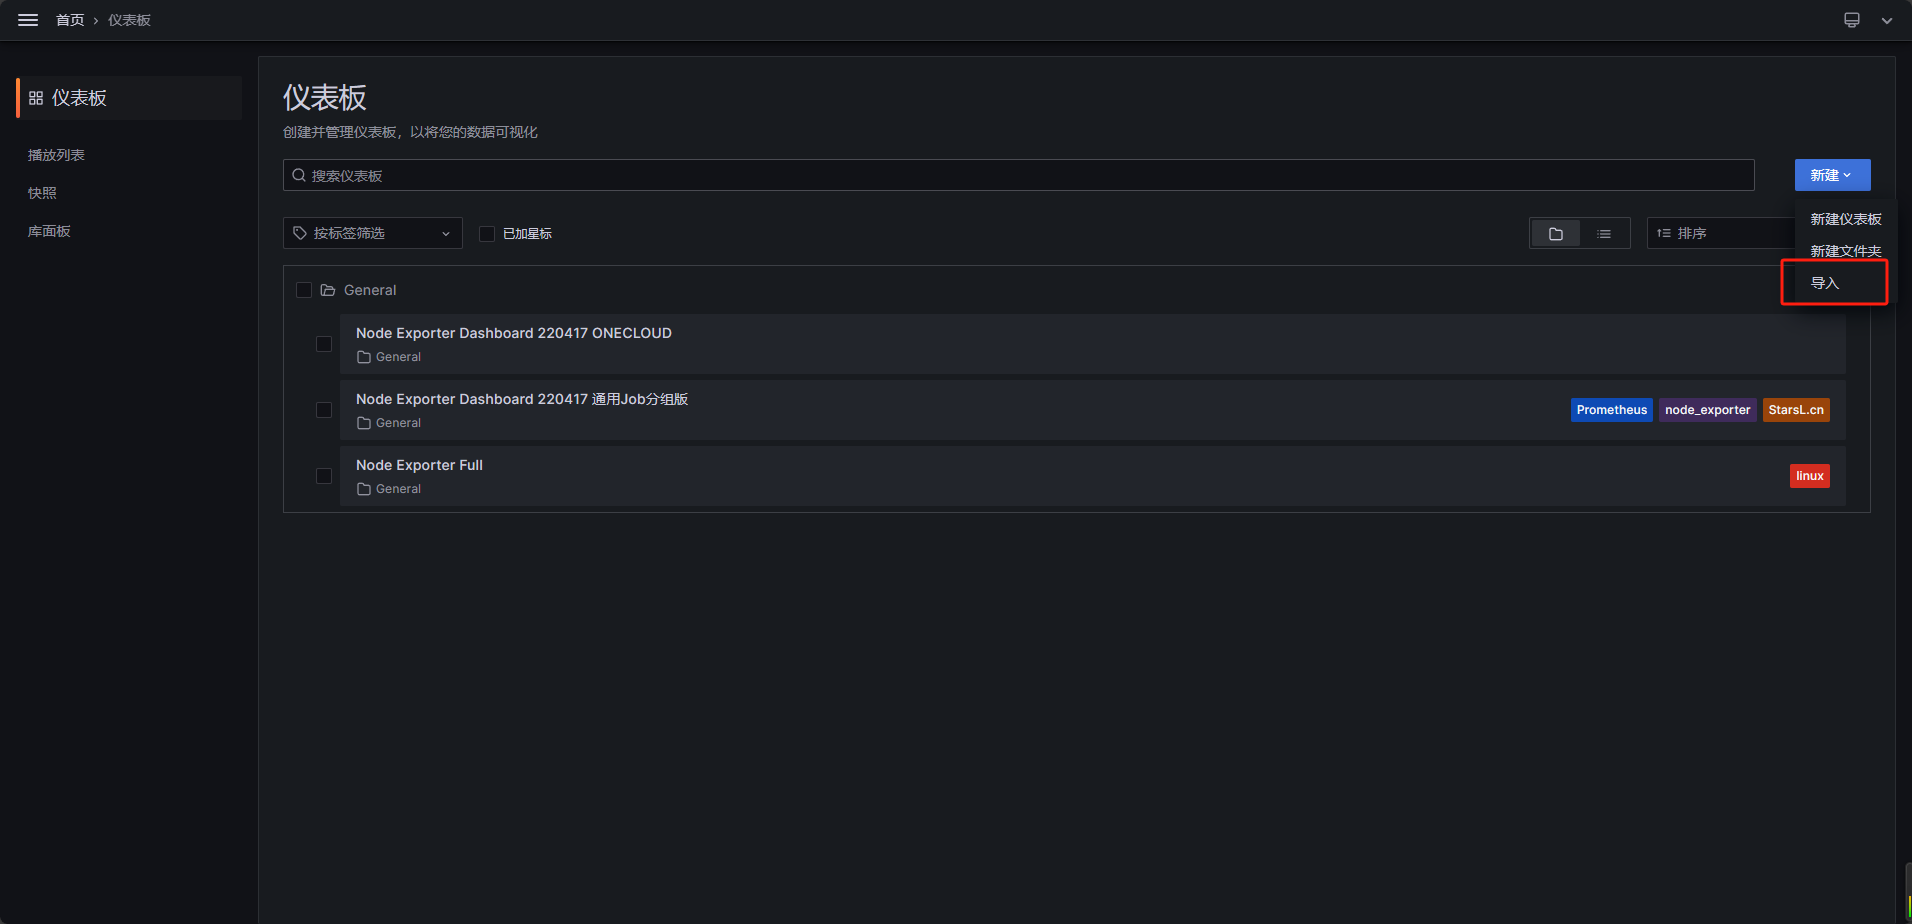 首页 › 仪表板
仪表板
播放列表
快照
库面板
仪表板
创建并管理仪表板，以将您的数据可视化
搜索仪表板
新建
新建仪表板
新建文件夹
导入
按标签筛选
已加星标
排序
General
Node Exporter Dashboard 220417 ONECLOUD
General
Node Exporter Dashboard 220417 通用Job分组版
General
Prometheus node_exporter StarsL.cn
Node Exporter Full
General
linux